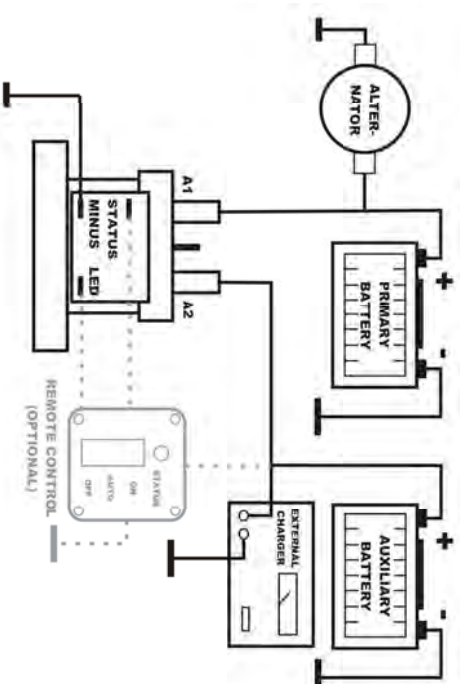 ALTER-
NATOR
+
-
PRIMARY
BATTERY
+
-
AUXILIARY
BATTERY
A1
A2
STATUS
MINUS LED
EXTERNAL
CHARGER
STATUS
ON
AUTO
OFF
REMOTE CONTROL
(OPTIONAL)